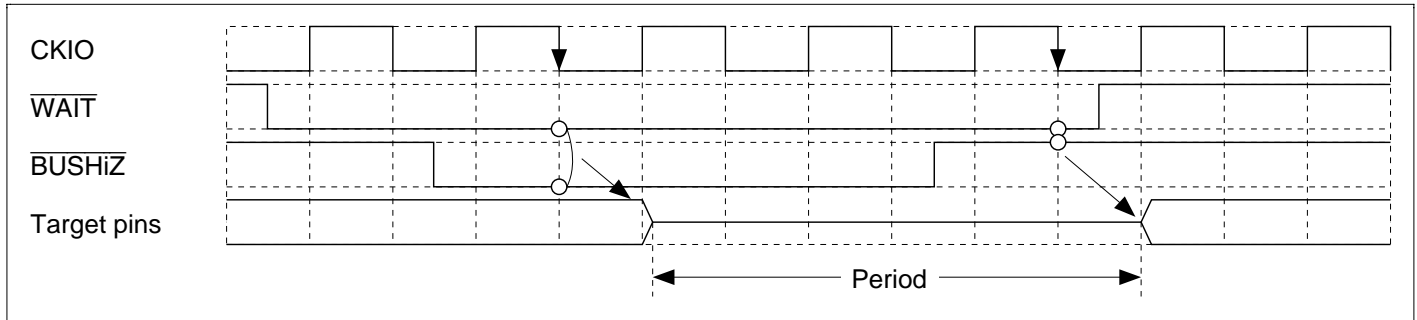 CKIO
WAIT
BUSHiZ
Target pins
Period